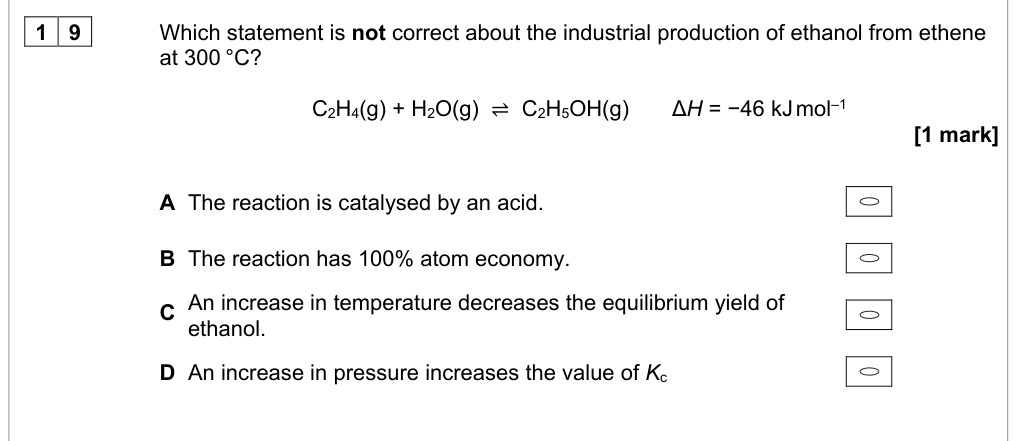 1 9 Which statement is not correct about the industrial production of ethanol from ethene
at 300 °C?
C₂H₄(g) + H₂O(g) ⇌ C₂H₅OH(g) ΔH = −46 kJ mol⁻¹
[1 mark]
A The reaction is catalysed by an acid.
B The reaction has 100% atom economy.
C An increase in temperature decreases the equilibrium yield of
ethanol.
D An increase in pressure increases the value of Kc